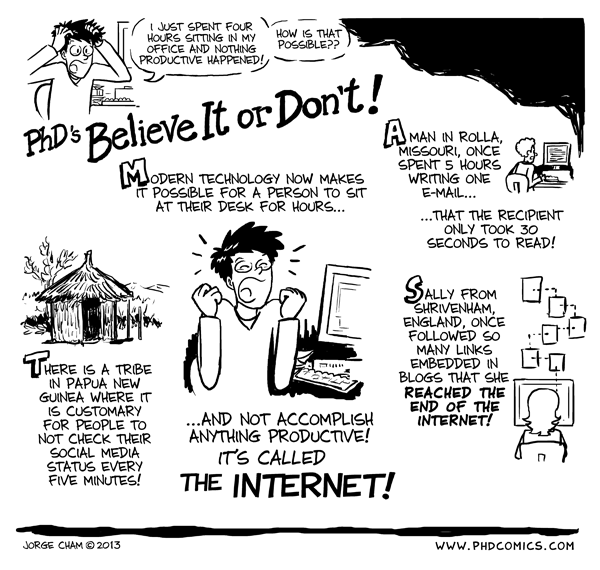 I JUST SPENT FOUR
HOURS SITTING IN MY
OFFICE AND NOTHING
PRODUCTIVE HAPPENED!
HOW IS THAT
POSSIBLE??
PhD's Believe It or Don't!
MODERN TECHNOLOGY NOW MAKES
IT POSSIBLE FOR A PERSON TO SIT
AT THEIR DESK FOR HOURS...
...AND NOT ACCOMPLISH
ANYTHING PRODUCTIVE!
IT'S CALLED
THE INTERNET!
A MAN IN ROLLA,
MISSOURI, ONCE
SPENT 5 HOURS
WRITING ONE
E-MAIL...
...THAT THE RECIPIENT
ONLY TOOK 30
SECONDS TO READ!
THERE IS A TRIBE
IN PAPUA NEW
GUINEA WHERE IT
IS CUSTOMARY
FOR PEOPLE TO
NOT CHECK THEIR
SOCIAL MEDIA
STATUS EVERY
FIVE MINUTES!
SALLY FROM
SHRIVENHAM,
ENGLAND, ONCE
FOLLOWED SO
MANY LINKS
EMBEDDED IN
BLOGS THAT SHE
REACHED THE
END OF THE
INTERNET!
JORGE CHAM © 2013
WWW.PHDCOMICS.COM